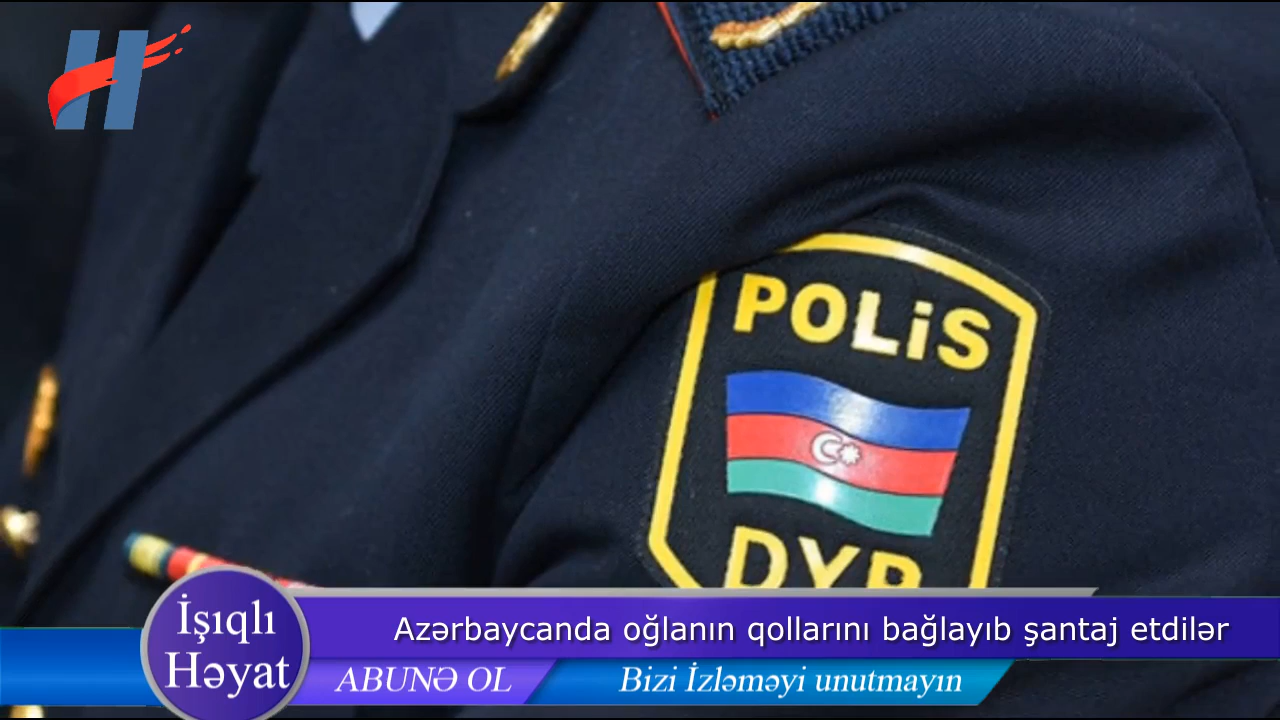 H
POLiS
DYP
İşıqlı
Həyat
Azərbaycanda oğlanın qollarını bağlayıb şantaj etdilər
ABUNƏ OL
Bizi İzləməyi unutmayın